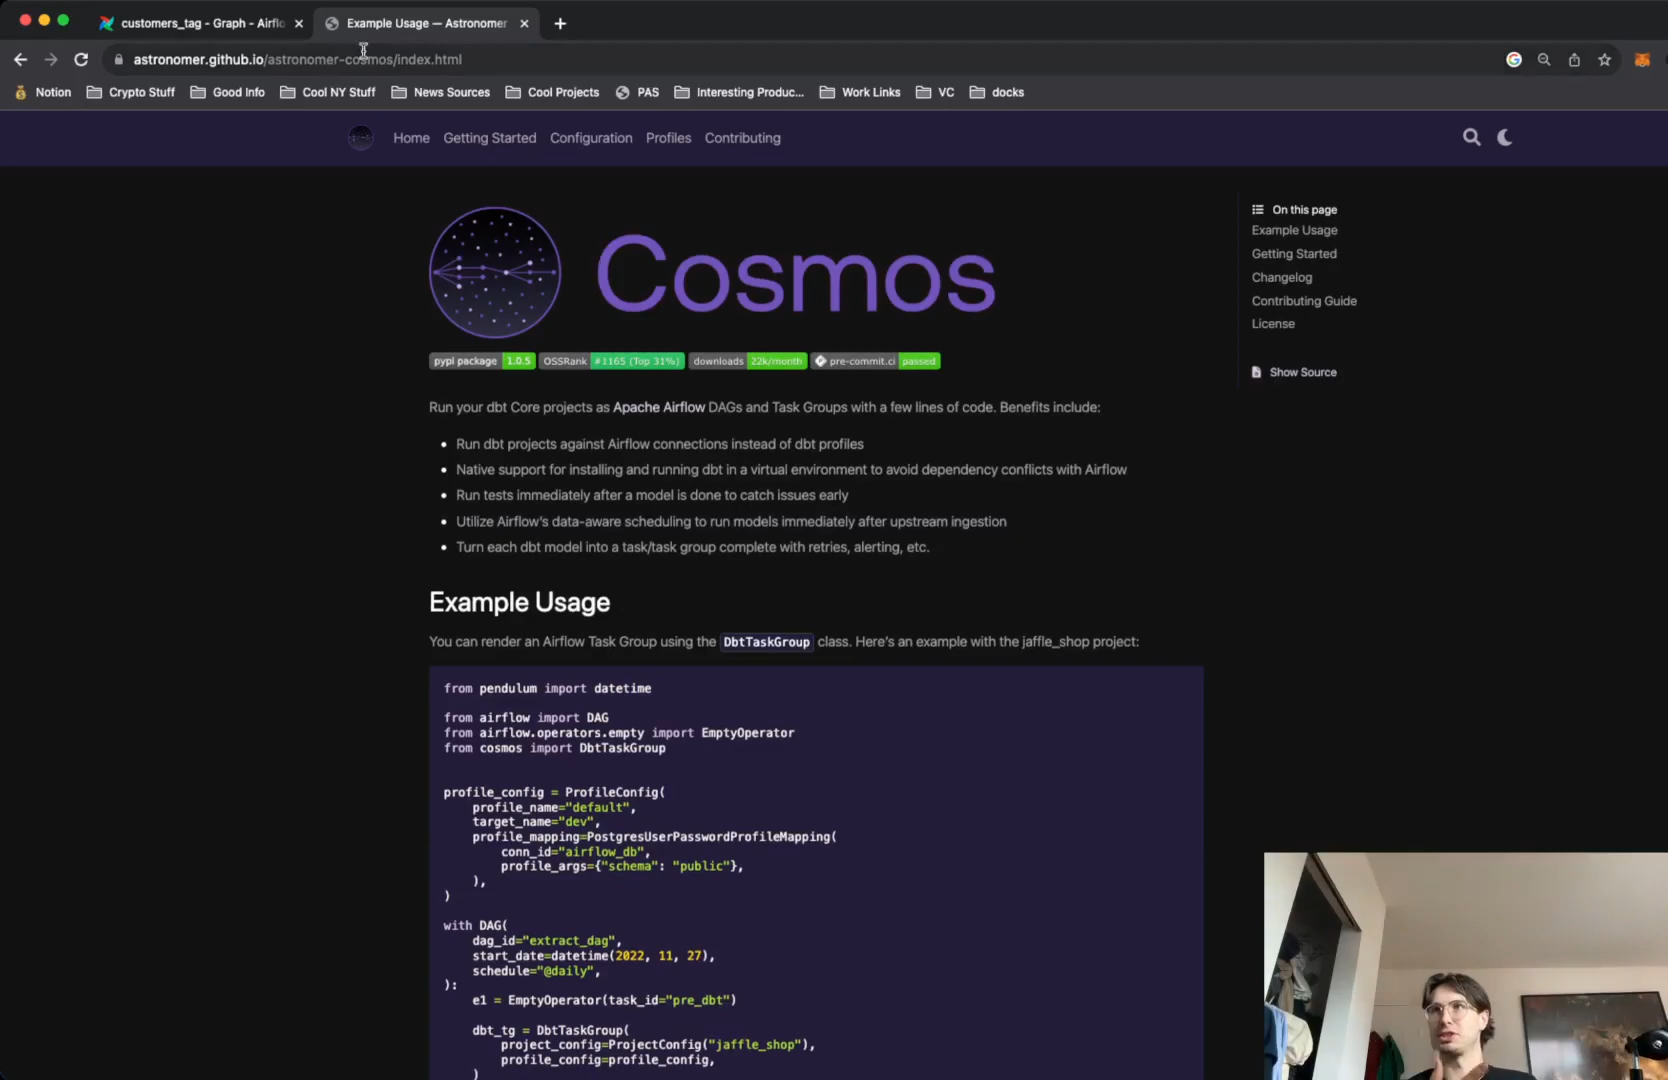 customers_tag - Graph - Airflo
Example Usage — Astronomer
astronomer.github.io/astronomer-cosmos/index.html
Notion
Crypto Stuff
Good Info
Cool NY Stuff
News Sources
Cool Projects
PAS
Interesting Produc...
Work Links
VC
docks
Home
Getting Started
Configuration
Profiles
Contributing
Cosmos
pypi package 1.0.5
OSSRank #1165 (Top 31%)
downloads 22k/month
pre-commit.ci passed
Run your dbt Core projects as Apache Airflow DAGs and Task Groups with a few lines of code. Benefits include:
• Run dbt projects against Airflow connections instead of dbt profiles
• Native support for installing and running dbt in a virtual environment to avoid dependency conflicts with Airflow
• Run tests immediately after a model is done to catch issues early
• Utilize Airflow's data-aware scheduling to run models immediately after upstream ingestion
• Turn each dbt model into a task/task group complete with retries, alerting, etc.
Example Usage
You can render an Airflow Task Group using the DbtTaskGroup class. Here's an example with the jaffle_shop project:
from pendulum import datetime
from airflow import DAG
from airflow.operators.empty import EmptyOperator
from cosmos import DbtTaskGroup
profile_config = ProfileConfig(
profile_name="default",
target_name="dev",
profile_mapping=PostgresUserPasswordProfileMapping(
conn_id="airflow_db",
profile_args={"schema": "public"},
),
)
with DAG(
dag_id="extract_dag",
start_date=datetime(2022, 11, 27),
schedule="@daily",
):
e1 = EmptyOperator(task_id="pre_dbt")
dbt_tg = DbtTaskGroup(
project_config=ProjectConfig("jaffle_shop"),
profile_config=profile_config,
)
On this page
Example Usage
Getting Started
Changelog
Contributing Guide
License
Show Source